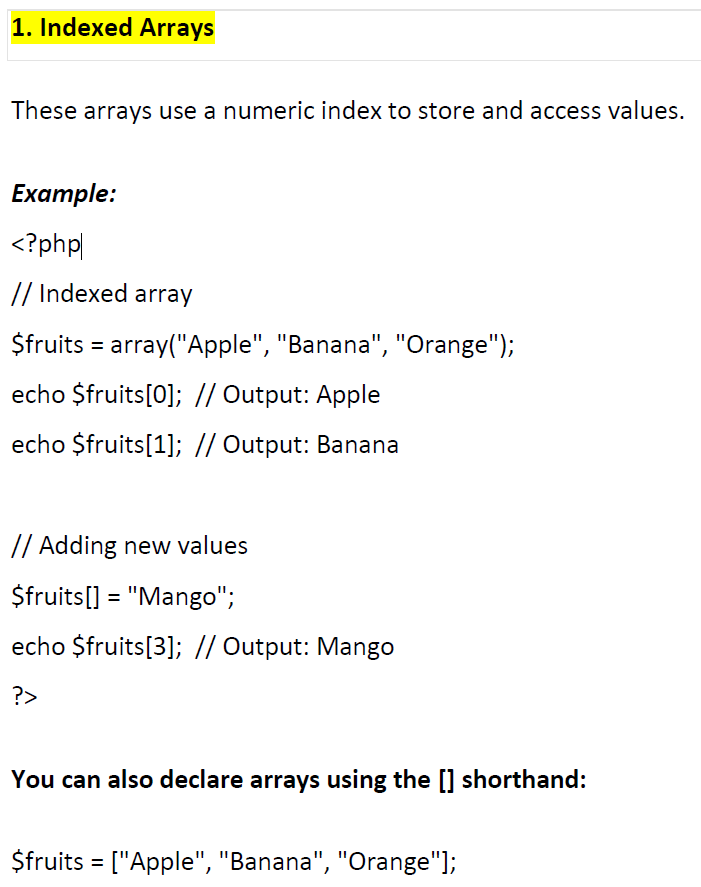 1. Indexed Arrays
These arrays use a numeric index to store and access values.
Example:
<?php
// Indexed array
$fruits = array("Apple", "Banana", "Orange");
echo $fruits[0];  // Output: Apple
echo $fruits[1];  // Output: Banana
// Adding new values
$fruits[] = "Mango";
echo $fruits[3];  // Output: Mango
?>
You can also declare arrays using the [] shorthand:
$fruits = ["Apple", "Banana", "Orange"];